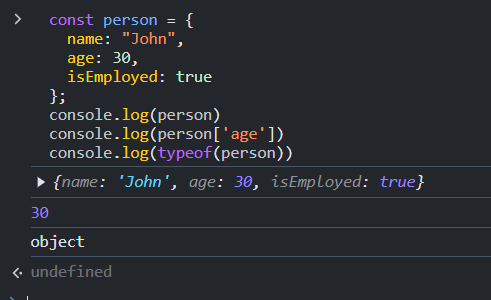 const person = {
  name: "John",
  age: 30,
  isEmployed: true
};
console.log(person)
console.log(person['age'])
console.log(typeof(person))
{name: 'John', age: 30, isEmployed: true}
30
object
undefined